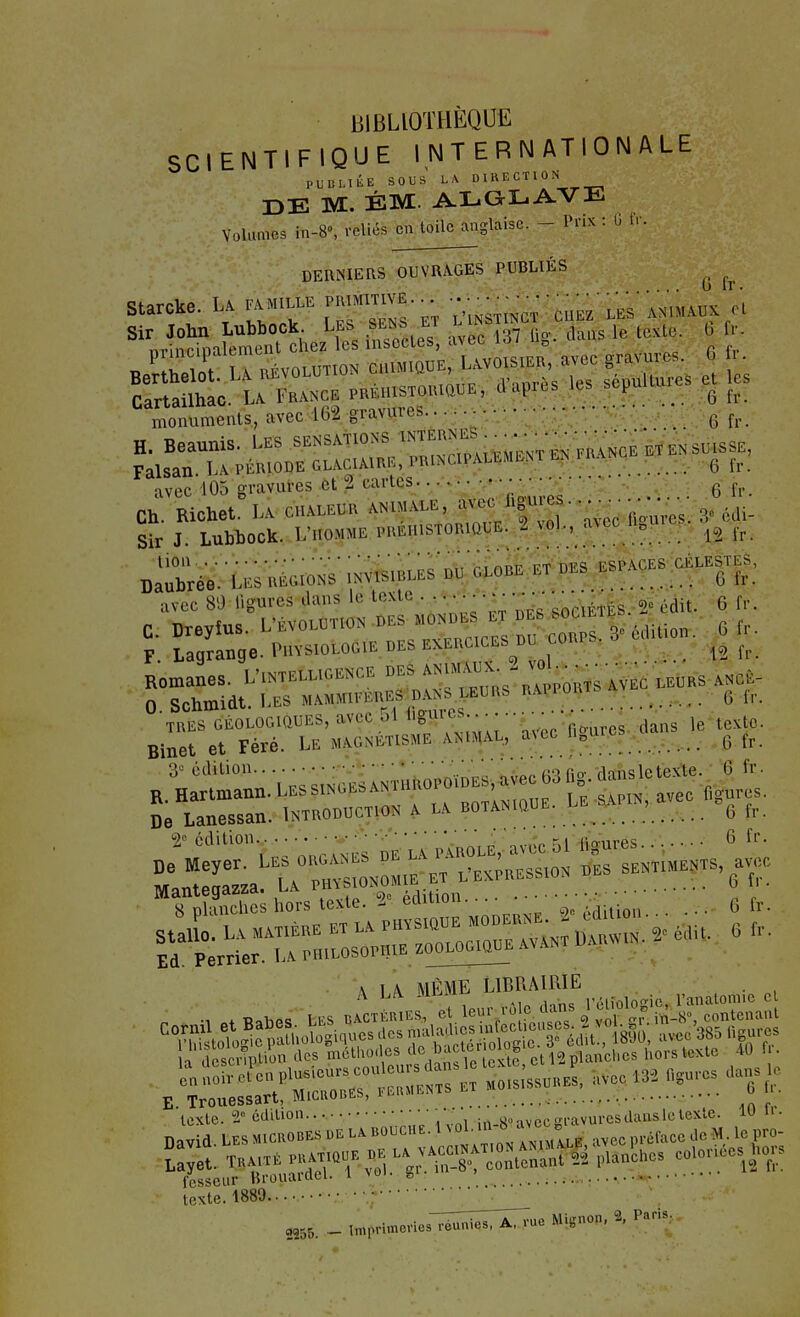 BIBLIOTHÈQUE
SCIENTIFIQUE INTERNATIONALE
PUBLIÉE SOUS LA DIRECTION
DE M. ÉM. ALGLAVE
Volumes in-8°, reliés en toile anglaise. — Prix : 6 fr.
DERNIERS OUVRAGES PUBLIÉS
Starcke. LA FAMILLE PRIMITIVE... 6 fr.
Sir John Lubbock. LES SENS ET L'INSTINCT CHEZ LES ANIMAUX et
principalement chez les insectes, avec 137 fig. dans le texte. 6 fr.
Berthelot. LA RÉVOLUTION CHIMIQUE, LAVOISIER, avec gravures. 6 fr.
Cartailhac. LA FRANCE PRÉHISTORIQUE, d'après les sépultures et les
monuments, avec 162 gravures... 6 fr.
H. Beaunis. LES SENSATIONS INTERNES... 6 fr.
Falsan. LA PÉRIODE GLACIAIRE, PRINCIPALEMENT EN FRANCE ET EN SUISSE,
avec 105 gravures et 2 cartes... 6 fr.
Ch. Richet. LA CHALEUR ANIMALE, avec figures... 6 fr.
Sir J. Lubbock. L'HOMME PRÉHISTORIQUE. 2 vol., avec figures. 3e édi-
tion... 12 fr.
Daubrée. LES RÉGIONS INVISIBLES DU GLOBE ET DES ESPACES CÉLESTES,
avec 89 figures dans le texte... 6 fr.
C. Dreyfus. L'ÉVOLUTION DES MONDES ET DES SOCIÉTÉS. 2e édit. 6 fr.
F. Lagrange. PHYSIOLOGIE DES EXERCICES DU CORPS. 3e édition. 6 fr.
Romanes. L'INTELLIGENCE DES ANIMAUX. 2 vol... 12 fr.
O. Schmidt. LES MAMMIFÈRES DANS LEURS RAPPORTS AVEC LEURS ANCÊ-
TRES GÉOLOGIQUES, avec 51 figures... 6 fr.
Binet et Féré. LE MAGNÉTISME ANIMAL, avec figures dans le texte.
3e édition... 6 fr.
R. Hartmann. LES SINGES ANTHROPOÏDES, avec 63 fig. dans le texte. 6 fr.
De Lanessan. INTRODUCTION A LA BOTANIQUE. LE SAPIN, avec figures.
2e édition... 6 fr.
De Meyer. LES ORGANES DE LA PAROLE, avec 51 figures... 6 fr.
Mantegazza. LA PHYSIONOMIE ET L'EXPRESSION DES SENTIMENTS, avec
8 planches hors texte. 2e édition... 6 fr.
Stallo. LA MATIÈRE ET LA PHYSIQUE MODERNE. 2e édition... 6 fr.
Ed. Perrier. LA PHILOSOPHIE ZOOLOGIQUE AVANT DARWIN. 2e édit. 6 fr.
A LA MÊME LIBRAIRIE
Cornil et Babes. LES BACTÉRIES, et leur rôle dans l'étiologie, l'anatomie et
l'histologie pathologiques des maladies infectieuses. 2 vol. gr. in-8°, contenant
la description des méthodes de bactériologie. 3e édit., 1890, avec 385 figures
en noir et en plusieurs couleurs dans le texte, et 12 planches hors texte 40 fr.
E. Trouessart. MICROBES, FERMENTS ET MOISISSURES, avec 132 figures dans le
texte. 2e édition... 6 fr.
David. LES MICROBES DE LA BOUCHE. 1 vol. in-8° avec gravures dans le texte. 10 fr.
Layet. TRAITÉ PRATIQUE DE LA VACCINATION ANIMALE, avec préface de M. le pro-
fesseur Brouardel. 1 vol. gr. in-8°, contenant 22 planches coloriées hors
texte. 1889... 12 fr.
2255. — Imprimeries réunies, A, rue Mignon, 2, Paris.